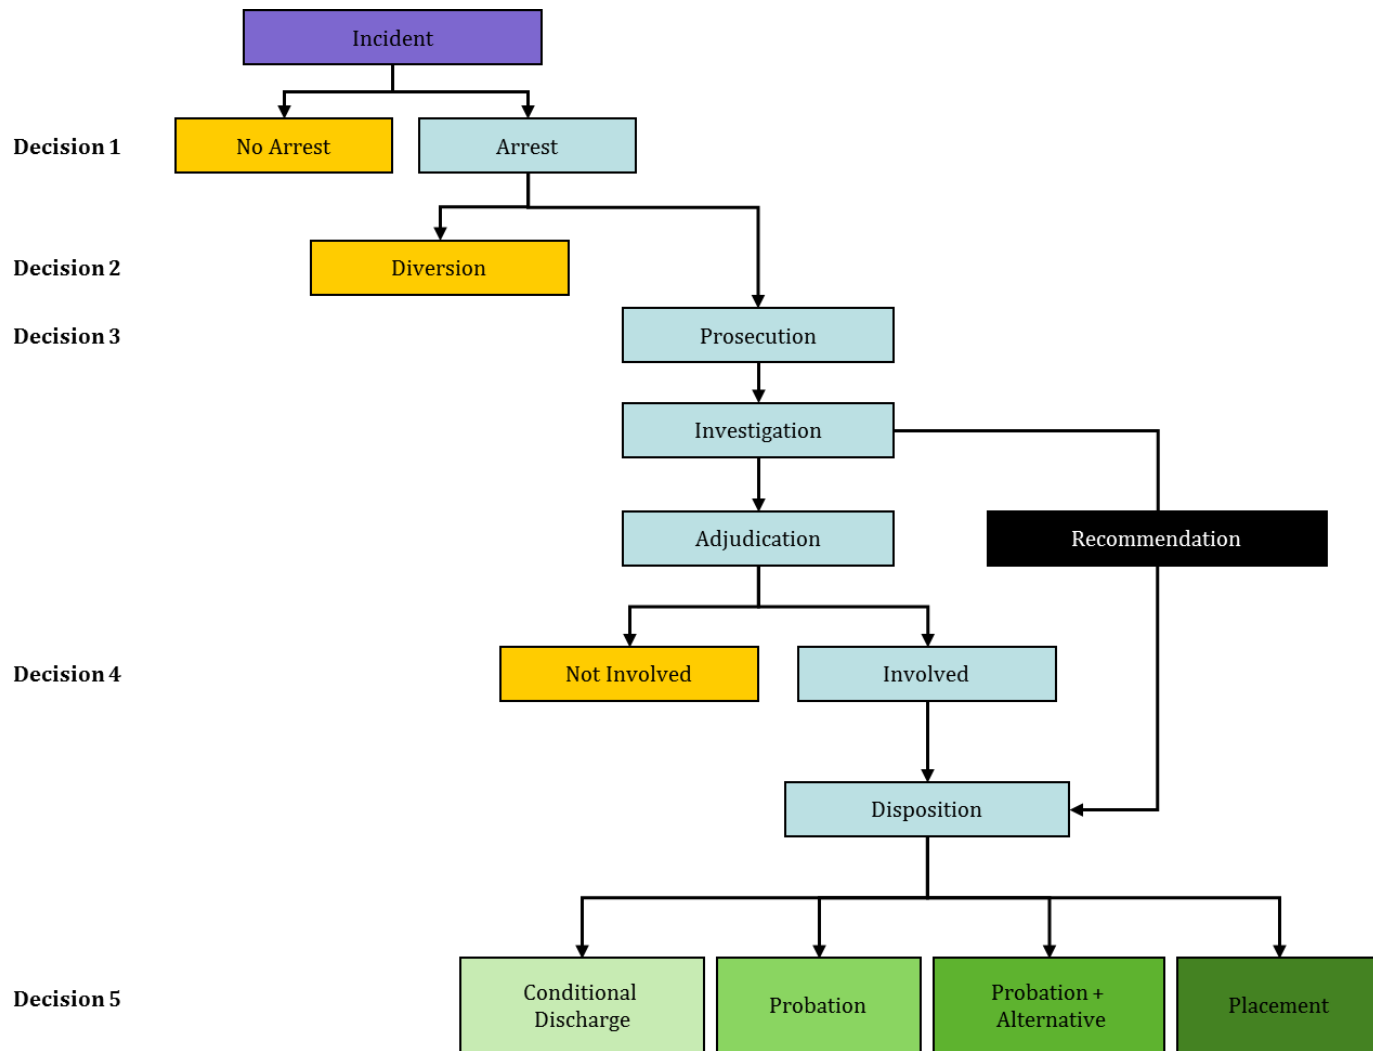 Incident
Decision 1
No Arrest
Arrest
Decision 2
Diversion
Decision 3
Prosecution
Investigation
Adjudication
Recommendation
Decision 4
Not Involved
Involved
Disposition
Decision 5
Conditional
Discharge
Probation
Probation +
Alternative
Placement